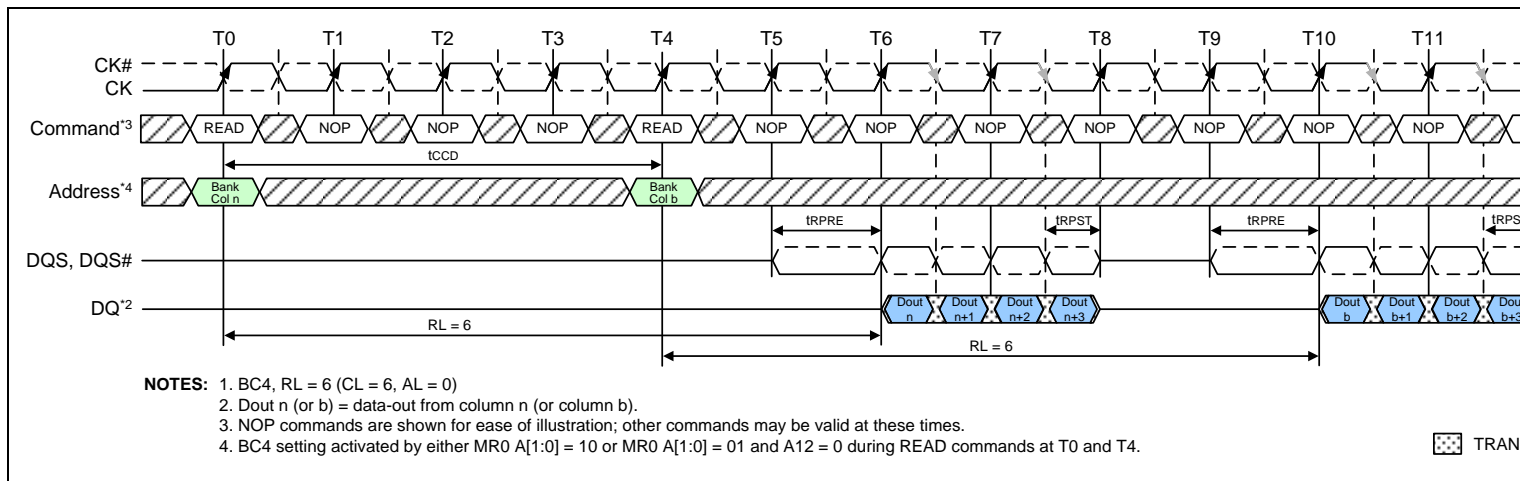 T0 T1 T2 T3 T4 T5 T6 T7 T8 T9 T10 T11
CK#
CK
Command*3 READ NOP NOP NOP READ NOP NOP NOP NOP NOP NOP NOP
tCCD
Address*4 Bank Col n Bank Col b
tRPRE tRPST tRPRE tRPS
DQS, DQS#
DQ*2 Dout n Dout n+1 Dout n+2 Dout n+3 Dout b Dout b+1 Dout b+2 Dout b+3
RL = 6
RL = 6
NOTES: 1. BC4, RL = 6 (CL = 6, AL = 0)
2. Dout n (or b) = data-out from column n (or column b).
3. NOP commands are shown for ease of illustration; other commands may be valid at these times.
4. BC4 setting activated by either MR0 A[1:0] = 10 or MR0 A[1:0] = 01 and A12 = 0 during READ commands at T0 and T4.
TRAN